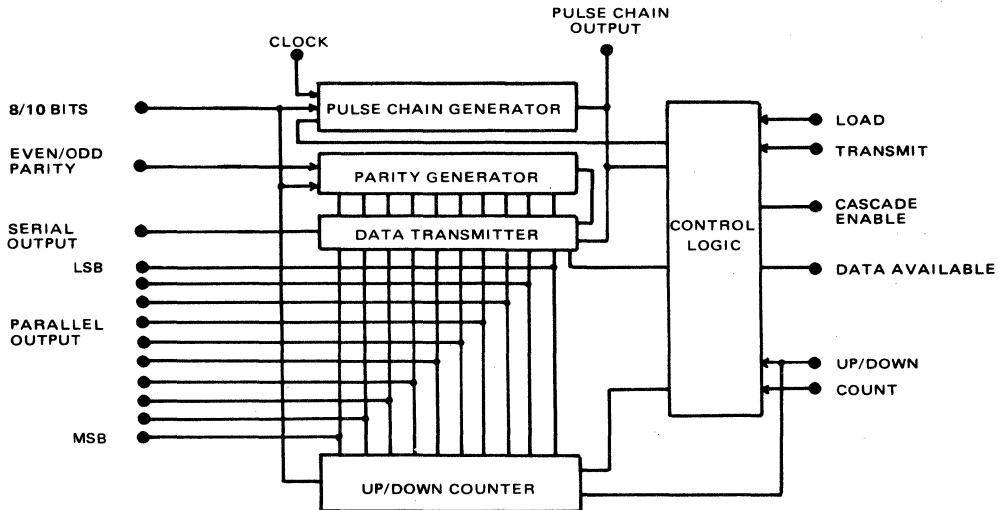 PULSE CHAIN
OUTPUT
CLOCK
8/10 BITS
PULSE CHAIN GENERATOR
LOAD
EVEN/ODD
PARITY
TRANSMIT
PARITY GENERATOR
CASCADE
ENABLE
SERIAL
OUTPUT
DATA TRANSMITTER
CONTROL
LOGIC
LSB
DATA AVAILABLE
PARALLEL
OUTPUT
UP/DOWN
COUNT
MSB
UP/DOWN COUNTER